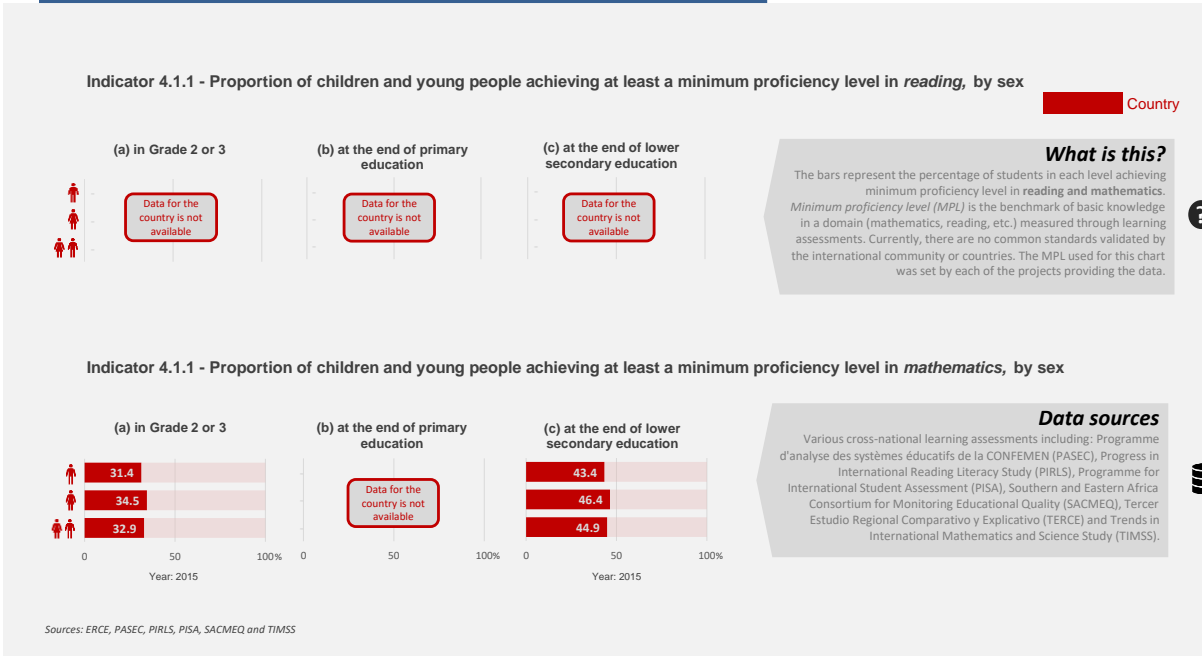 Indicator 4.1.1 - Proportion of children and young people achieving at least a minimum proficiency level in reading, by sex
Country
(a) in Grade 2 or 3
(b) at the end of primary
education
(c) at the end of lower
secondary education
Data for the
country is not
available
Data for the
country is not
available
Data for the
country is not
available
What is this?
The bars represent the percentage of students in each level achieving
minimum proficiency level in reading and mathematics.
Minimum proficiency level (MPL) is the benchmark of basic knowledge
in a domain (mathematics, reading, etc.) measured through learning
assessments. Currently, there are no common standards validated by
the international community or countries. The MPL used for this chart
was set by each of the projects providing the data.
?
Indicator 4.1.1 - Proportion of children and young people achieving at least a minimum proficiency level in mathematics, by sex
(a) in Grade 2 or 3
31.4
34.5
32.9
0 50 100%
Year: 2015
(b) at the end of primary
education
Data for the
country is not
available
0 50 100%
(c) at the end of lower
secondary education
43.4
46.4
44.9
0 50 100%
Year: 2015
Data sources
Various cross-national learning assessments including: Programme
d'analyse des systèmes éducatifs de la CONFEMEN (PASEC), Progress in
International Reading Literacy Study (PIRLS), Programme for
International Student Assessment (PISA), Southern and Eastern Africa
Consortium for Monitoring Educational Quality (SACMEQ), Tercer
Estudio Regional Comparativo y Explicativo (TERCE) and Trends in
International Mathematics and Science Study (TIMSS).
Sources: ERCE, PASEC, PIRLS, PISA, SACMEQ and TIMSS